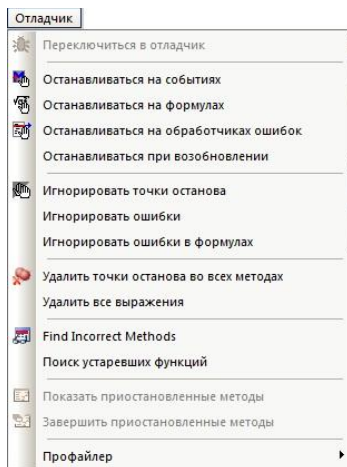 Отладчик
Переключиться в отладчик
Останавливаться на событиях
Останавливаться на формулах
Останавливаться на обработчиках ошибок
Останавливаться при возобновлении
Игнорировать точки останова
Игнорировать ошибки
Игнорировать ошибки в формулах
Удалить точки останова во всех методах
Удалить все выражения
Find Incorrect Methods
Поиск устаревших функций
Показать приостановленные методы
Завершить приостановленные методы
Профайлер